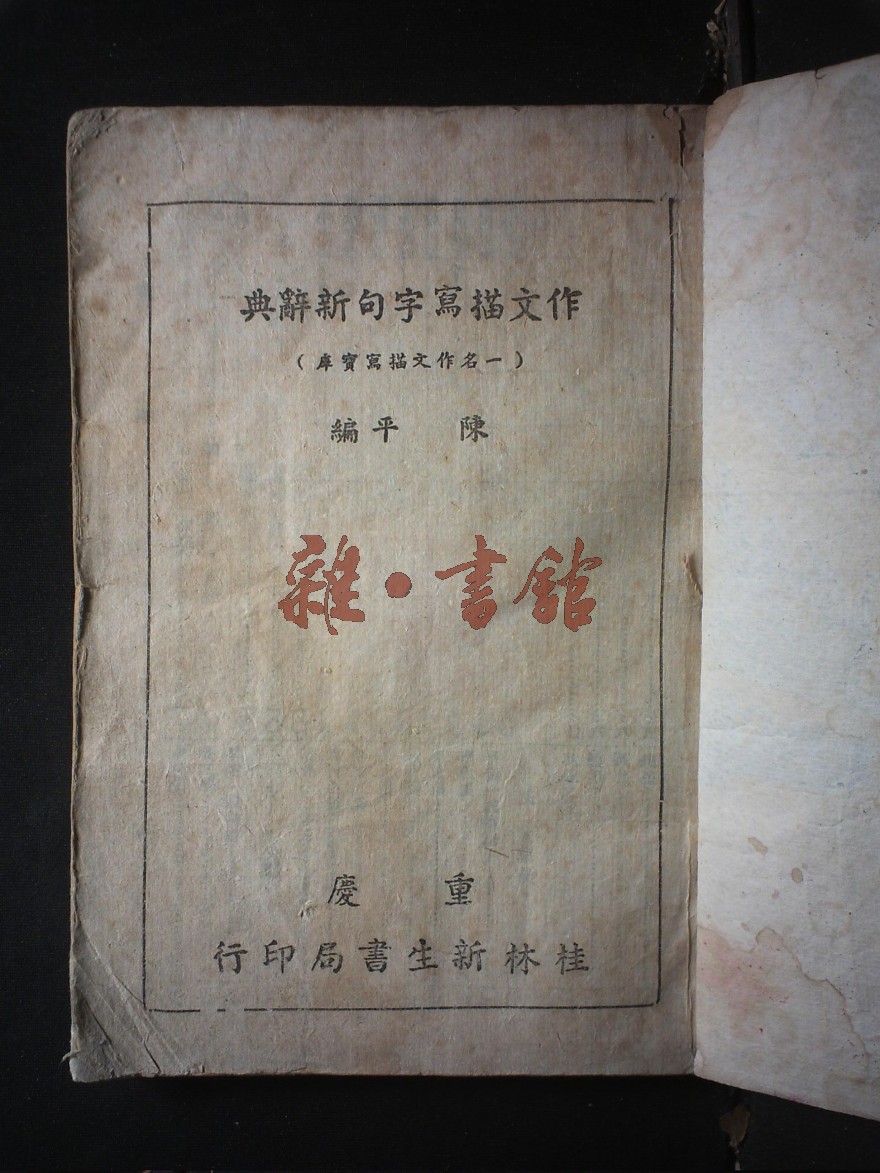 作文描寫字句新辭典
（一名作文描寫寶庫）
陳平編
雜·書館
重慶
桂林新生書局印行